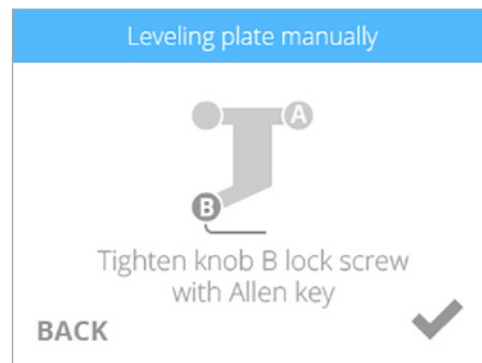 Leveling plate manually
A
B
Tighten knob B lock screw
with Allen key
BACK